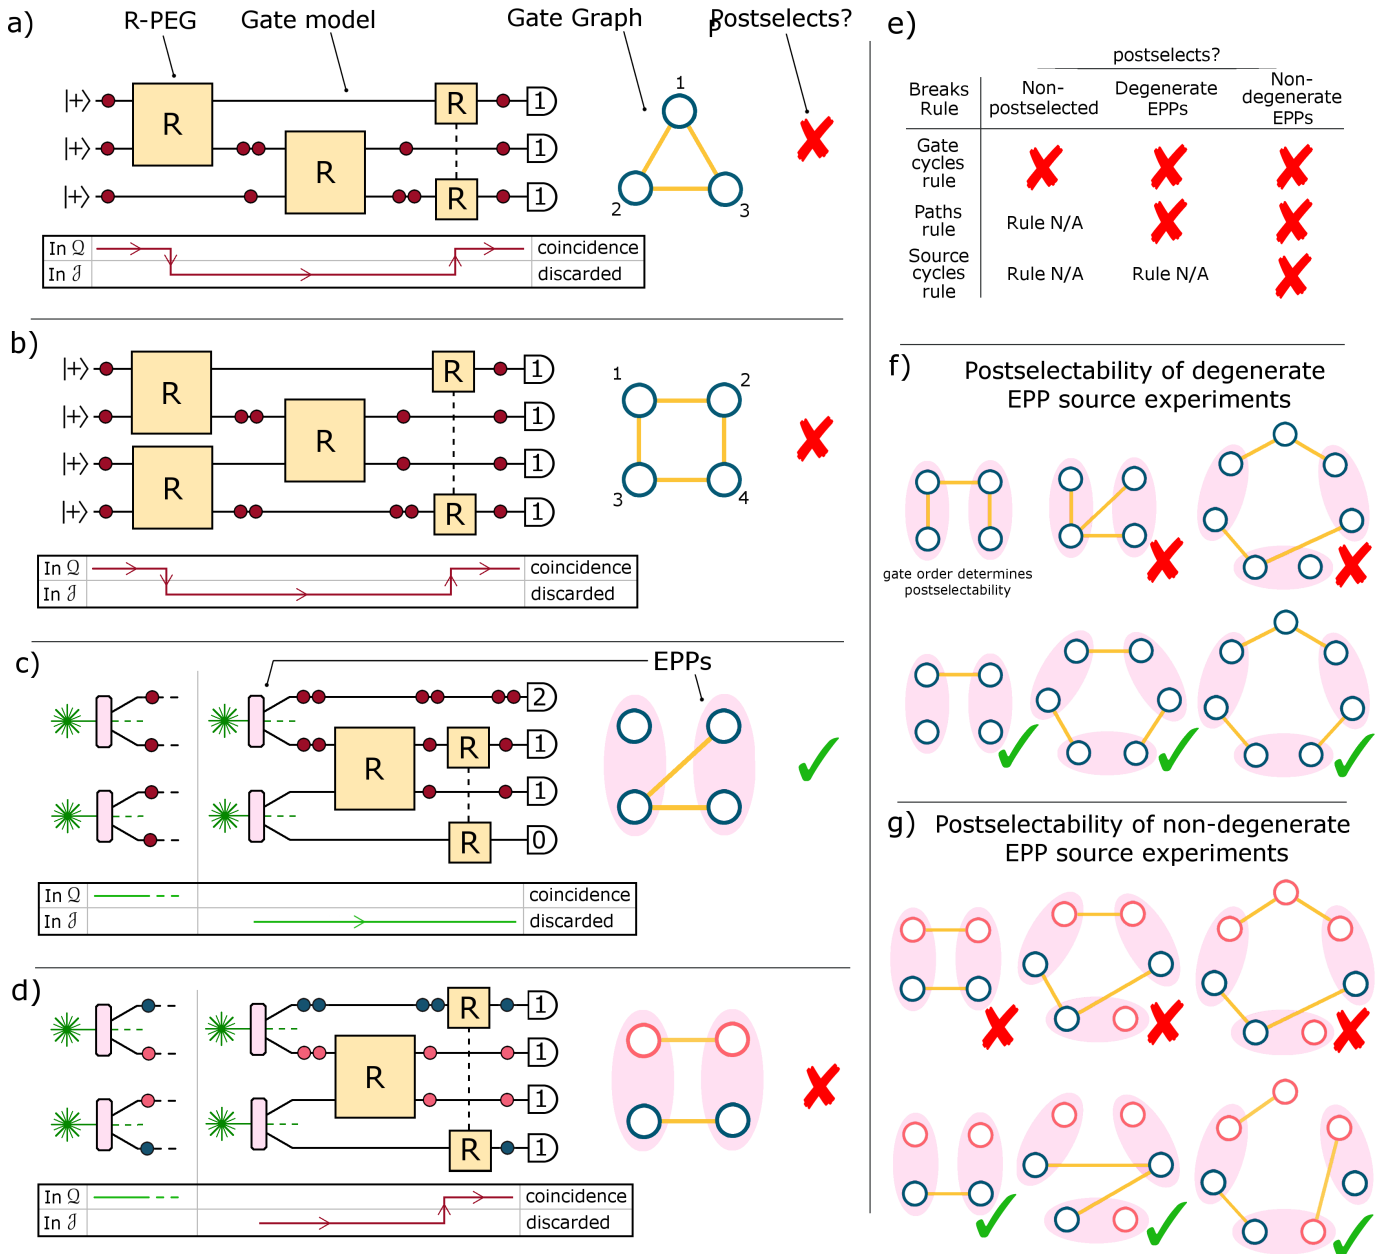 a)
R-PEG
Gate model
Gate Graph
Postselects?
P
|+⟩
R
R
1
|+⟩
R
1
|+⟩
R
1
1
2
3
In 𝒬
coincidence
In ℐ
discarded
b)
|+⟩
R
R
1
|+⟩
R
1
|+⟩
R
1
|+⟩
R
1
1
2
3
4
In 𝒬
coincidence
In ℐ
discarded
c)
EPPs
2
R
R
1
1
R
0
In 𝒬
coincidence
In ℐ
discarded
d)
R
1
R
1
1
R
1
In 𝒬
coincidence
In ℐ
discarded
e)
postselects?
Breaks
Rule
Non-
postselected
Degenerate
EPPs
Non-
degenerate
EPPs
Gate
cycles
rule
Paths
rule
Rule N/A
Source
cycles
rule
Rule N/A
Rule N/A
f)
Postselectability of degenerate
EPP source experiments
gate order determines
postselectability
g)
Postselectability of non-degenerate
EPP source experiments